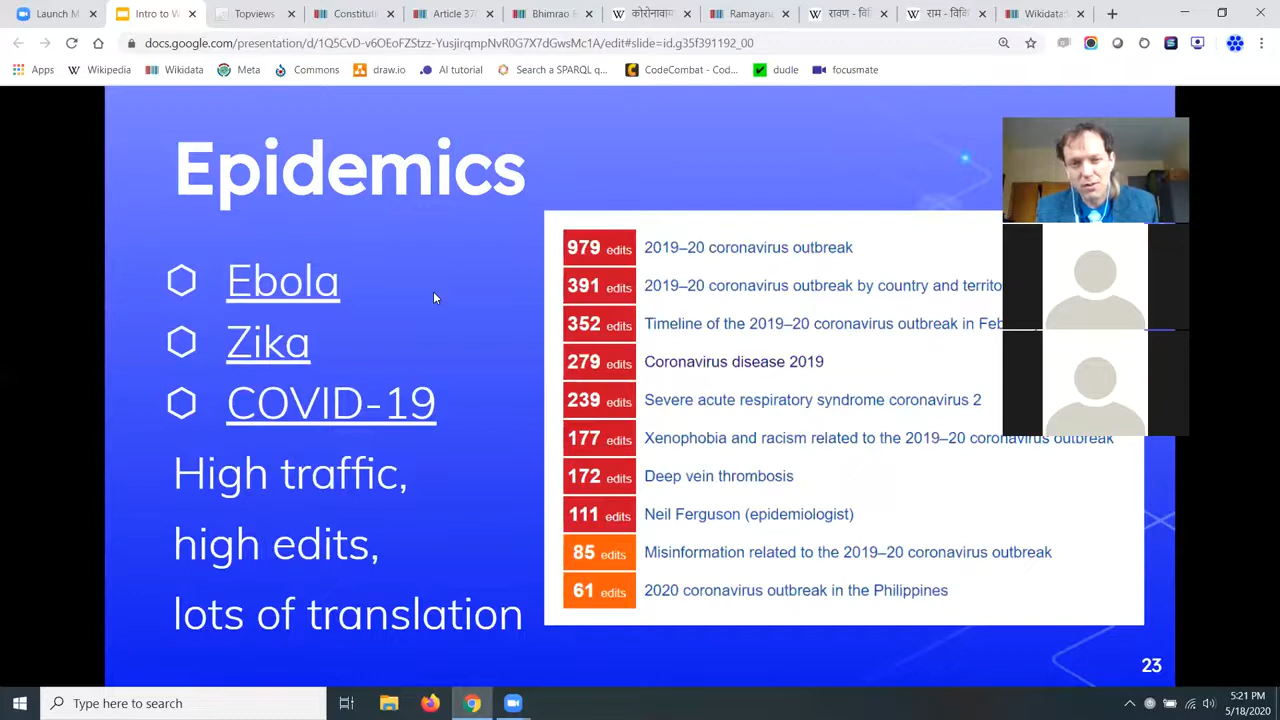 Launch M
Intro to W
Topviews
Constituti
Article 370
Bhimrao
कोरोनावाय
Ramayana
रावण - वि
राम - विकि
Wikidata
docs.google.com/presentation/d/1Q5CvD-v6OEoFZStzz-YusjirqmpNxR0G7XdGwsMc1A/edit#slide=id.g35f391192_00
Apps
Wikipedia
Wikidata
Meta
Commons
draw.io
AI tutorial
Search a SPARQL q...
CodeCombat - Cod...
dudle
focusmate
Epidemics
Ebola
Zika
COVID-19
High traffic,
high edits,
lots of translation
979 edits 2019–20 coronavirus outbreak
391 edits 2019–20 coronavirus outbreak by country and territo
352 edits Timeline of the 2019–20 coronavirus outbreak in Feb
279 edits Coronavirus disease 2019
239 edits Severe acute respiratory syndrome coronavirus 2
177 edits Xenophobia and racism related to the 2019–20 coronavirus outbreak
172 edits Deep vein thrombosis
111 edits Neil Ferguson (epidemiologist)
85 edits Misinformation related to the 2019–20 coronavirus outbreak
61 edits 2020 coronavirus outbreak in the Philippines
23
Type here to search
5:21 PM
5/18/2020